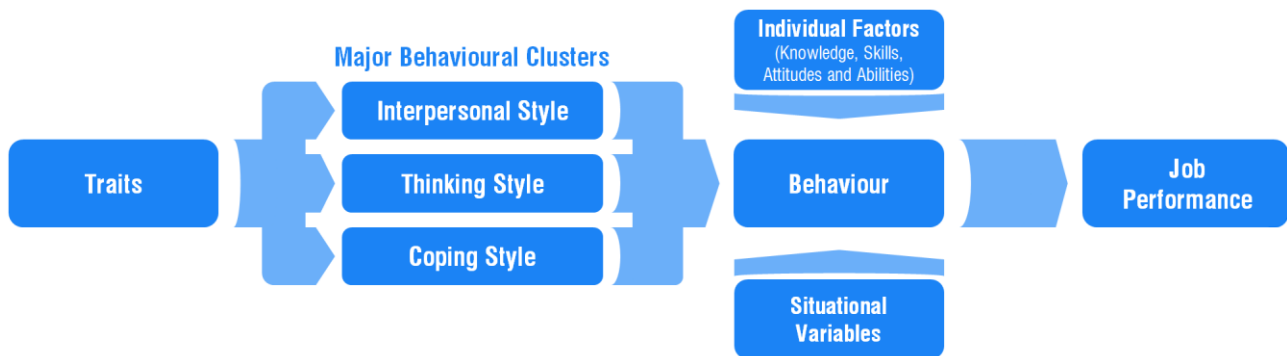 Individual Factors
(Knowledge, Skills,
Attitudes and Abilities)
Major Behavioural Clusters
Interpersonal Style
Traits
Thinking Style
Coping Style
Behaviour
Job
Performance
Situational
Variables